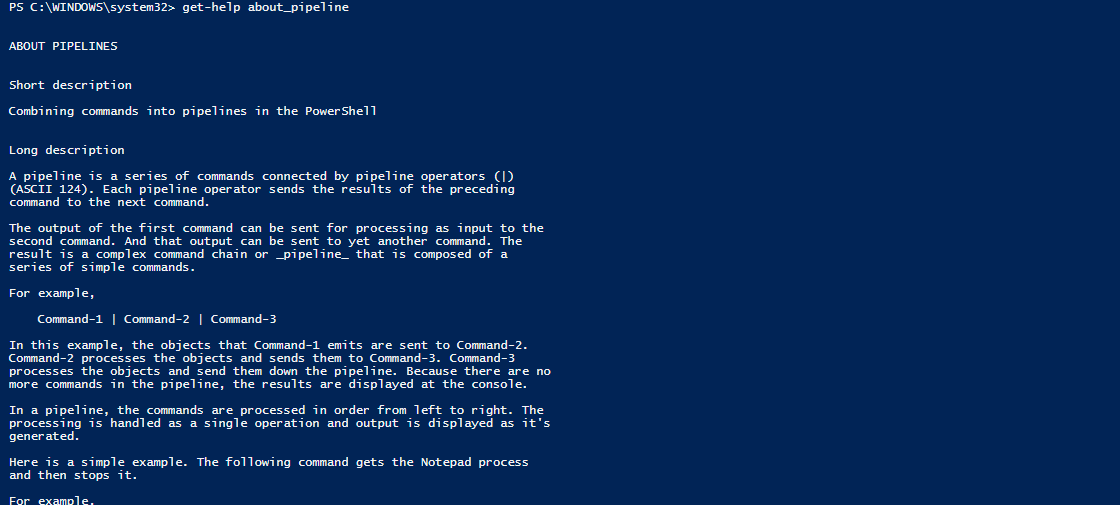 PS C:\WINDOWS\system32> get-help about_pipeline
ABOUT PIPELINES
Short description
Combining commands into pipelines in the PowerShell
Long description
A pipeline is a series of commands connected by pipeline operators (|)
(ASCII 124). Each pipeline operator sends the results of the preceding
command to the next command.
The output of the first command can be sent for processing as input to the
second command. And that output can be sent to yet another command. The
result is a complex command chain or _pipeline_ that is composed of a
series of simple commands.
For example,
Command-1 | Command-2 | Command-3
In this example, the objects that Command-1 emits are sent to Command-2.
Command-2 processes the objects and sends them to Command-3. Command-3
processes the objects and send them down the pipeline. Because there are no
more commands in the pipeline, the results are displayed at the console.
In a pipeline, the commands are processed in order from left to right. The
processing is handled as a single operation and output is displayed as it's
generated.
Here is a simple example. The following command gets the Notepad process
and then stops it.
For example,